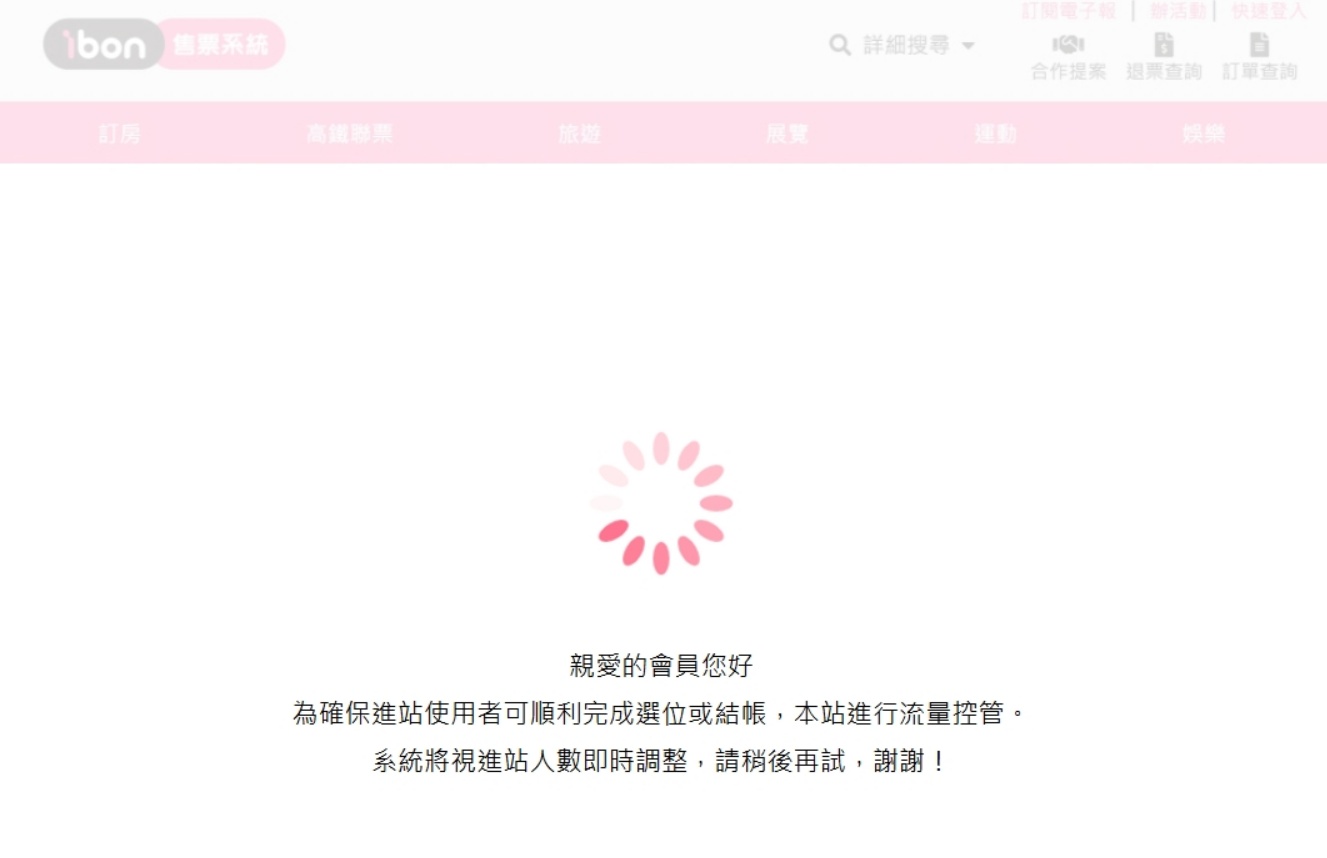 訂閱電子報 | 辦活動 | 快速登入
ibon 售票系統
詳細搜尋
合作提案 退票查詢 訂單查詢
訂房 高鐵聯票 旅遊 展覽 運動 娛樂
親愛的會員您好
為確保進站使用者可順利完成選位或結帳，本站進行流量控管。
系統將視進站人數即時調整，請稍後再試，謝謝！